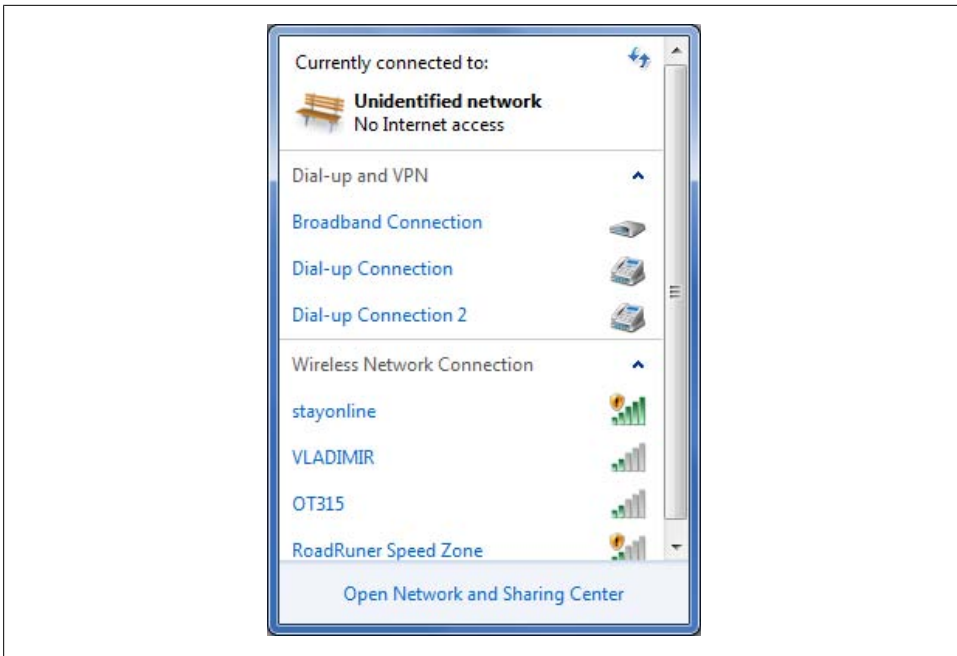 Currently connected to:
Unidentified network
No Internet access
Dial-up and VPN
Broadband Connection
Dial-up Connection
Dial-up Connection 2
Wireless Network Connection
stayonline
VLADIMIR
OT315
RoadRuner Speed Zone
Open Network and Sharing Center